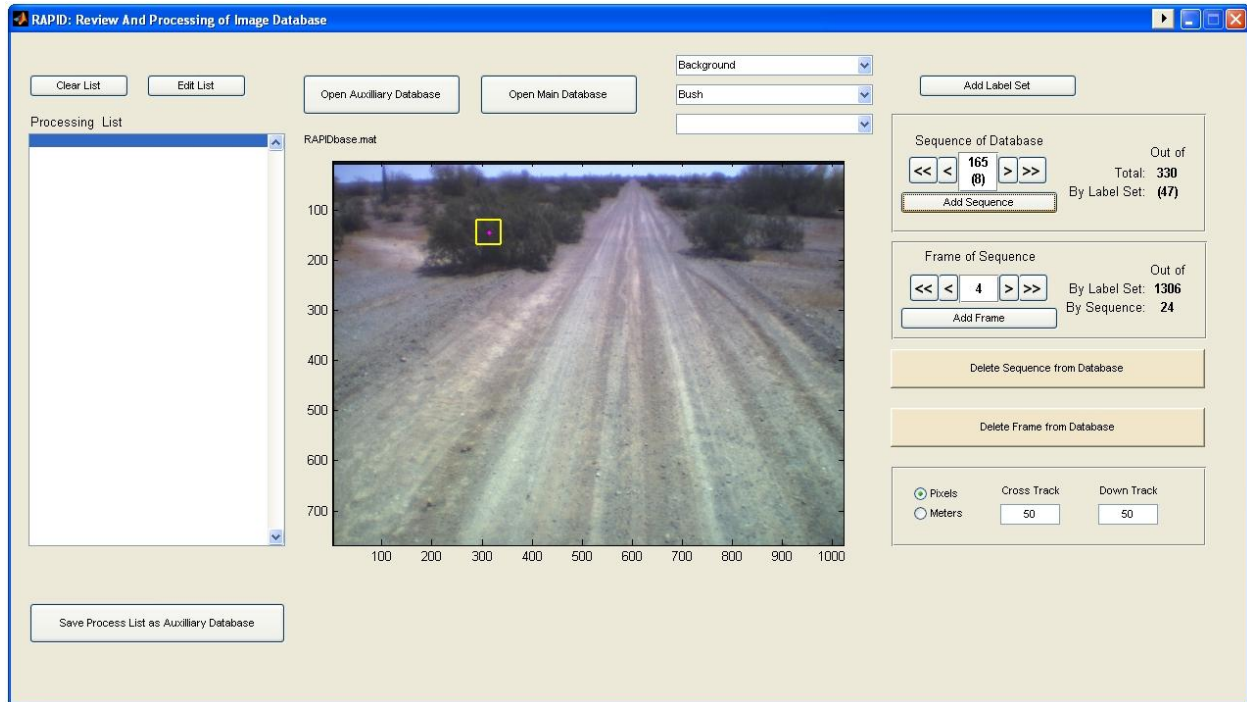 RAPID: Review And Processing of Image Database
Clear List
Edit List
Processing List
Open Auxilliary Database
Open Main Database
RAPIDbase.mat
Background
Bush
100
200
300
400
500
600
700
100 200 300 400 500 600 700 800 900 1000
Save Process List as Auxilliary Database
Add Label Set
Sequence of Database
<< < 165 > >>
(8)
Add Sequence
Out of
Total: 330
By Label Set: (47)
Frame of Sequence
<< < 4 > >>
Add Frame
Out of
By Label Set: 1306
By Sequence: 24
Delete Sequence from Database
Delete Frame from Database
Pixels
Meters
Cross Track
50
Down Track
50